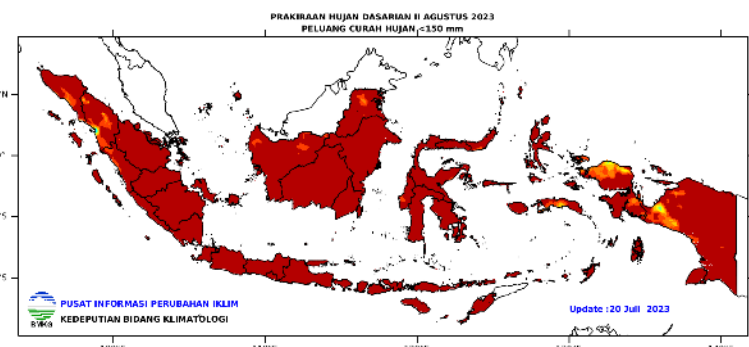 PRAKIRAAN HUJAN DASARIAN II AGUSTUS 2023
PELUANG CURAH HUJAN <150 mm
PUSAT INFORMASI PERUBAHAN IKLIM
BMKG
KEDEPUTIAN BIDANG KLIMATOLOGI
Update :20 Juli 2023